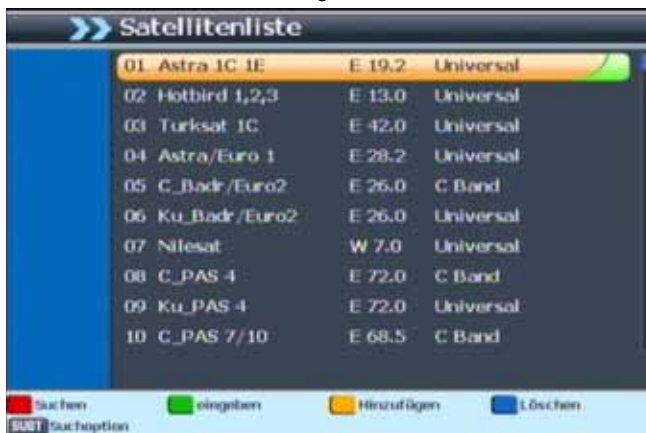 Satellitenliste
01 Astra 1C 1E E 19.2 Universal
02 Hotbird 1,2,3 E 13.0 Universal
03 Turksat 1C E 42.0 Universal
04 Astra/Euro 1 E 28.2 Universal
05 C_Badr/Euro2 E 26.0 C Band
06 Ku_Badr/Euro2 E 26.0 Universal
07 Nilesat W 7.0 Universal
08 C_PAS 4 E 72.0 C Band
09 Ku_PAS 4 E 72.0 Universal
10 C_PAS 7/10 E 68.5 C Band
Suchen eingeben Hinzufügen Löschen
Suchoption